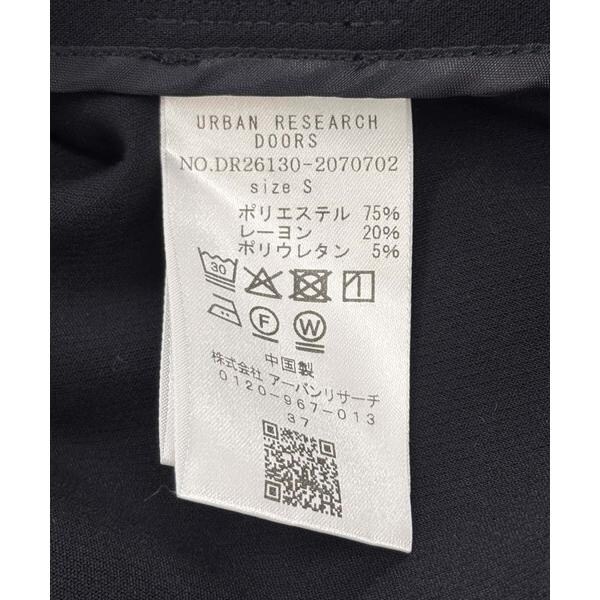 URBAN RESEARCH
DOORS
NO.DR26130-2070702
size S
ポリエステル 75%
レーヨン 20%
ポリウレタン 5%
30
F W
中国製
株式会社 アーバンリサーチ
0120-967-013
37